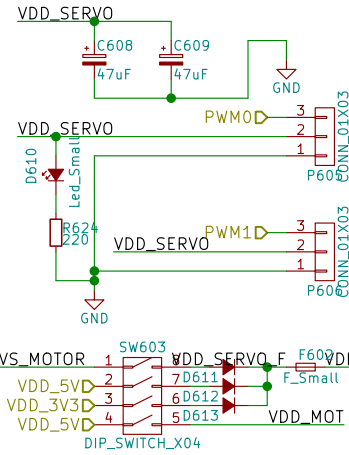 VDD_SERVO
C608
C609
47uF
47uF
GND
PWM0
3
2
1
CONN_01X03
P605
VDD_SERVO
D610
Led_Small
R624
220
PWM1
3
2
1
CONN_01X03
P606
VDD_SERVO
GND
SW603
VS_MOTOR
1
8
VDD_SERVO_F
F602
VDD_5V
2
7
D611
F_Small
VDD_3V3
3
6
D612
VDD_5V
4
5
D613
VDD_MOT
DIP_SWITCH_X04